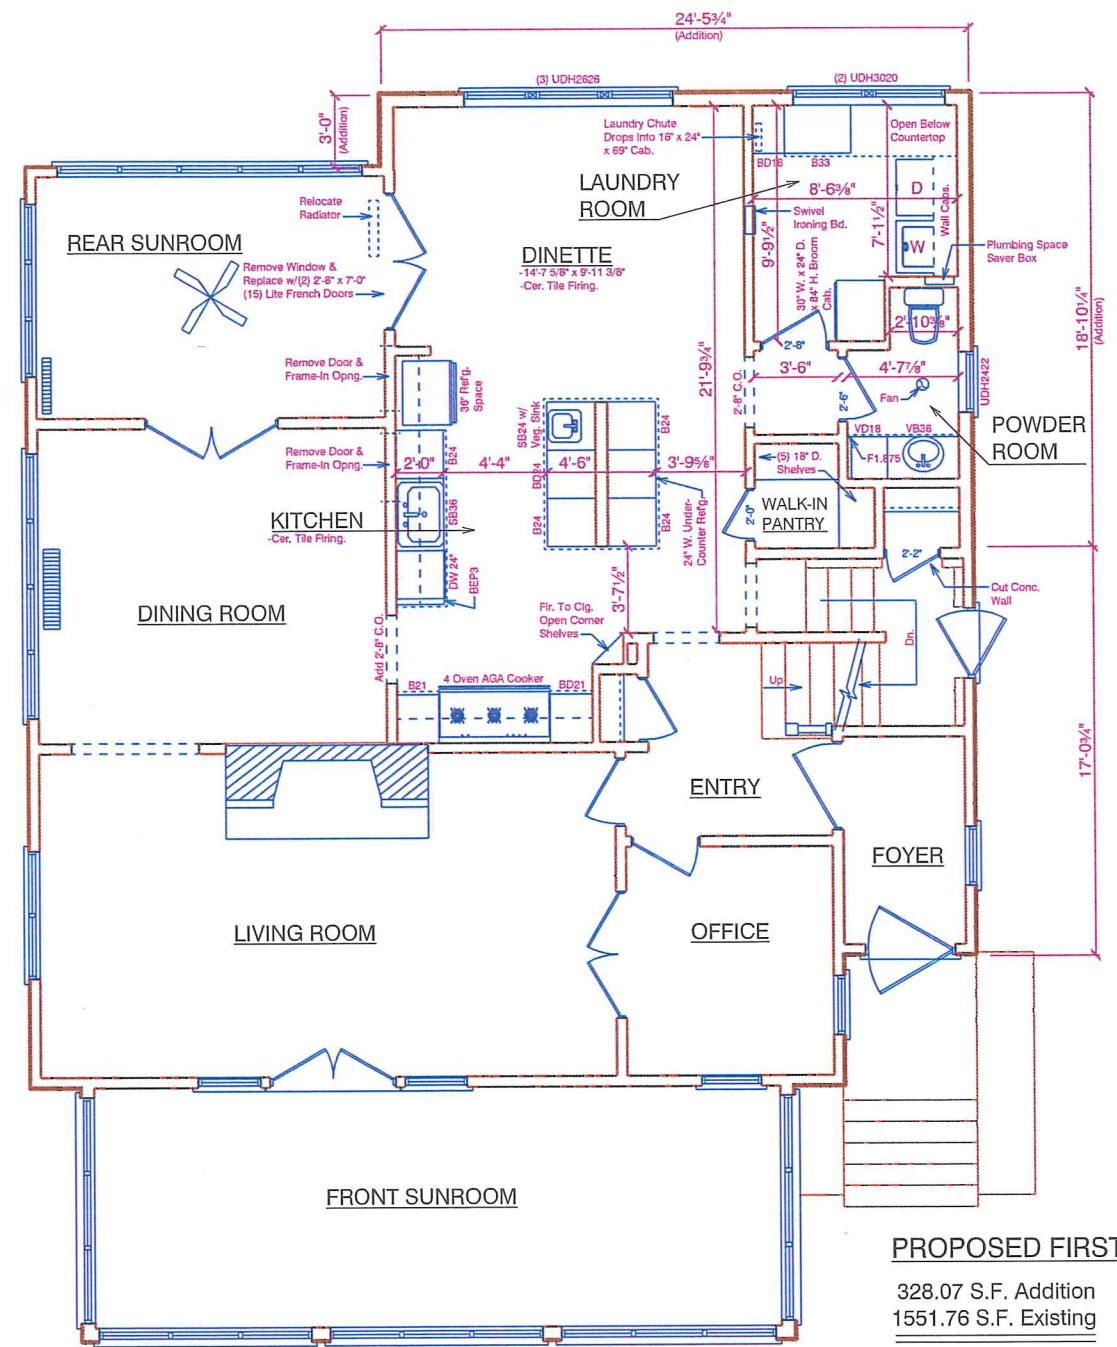 24'-5¾"
(Addition)
(3) UDH2626
(2) UDH3020
3'-0"
(Addition)
Laundry Chute
Drops Into 16" x 24"
x 69" Cab.
Open Below
Countertop
BD16
B33
LAUNDRY
ROOM
8'-6⅜"
D
Wall Cabs.
Relocate
Radiator
Swivel
Ironing Bd.
9'-9½"
7'-1½"
W
REAR SUNROOM
DINETTE
-14'-7 5/8" x 9'-11 3/8"
-Cer. Tile Flring.
Plumbing Space
Saver Box
Remove Window &
Replace w/(2) 2'-6" x 7'-0"
(15) Lite French Doors
30" W. x 24" D.
x 84" H. Broom
Cab.
18'-10¼"
(Addition)
2'-10⅜"
2'-8"
21'-9¾"
Remove Door &
Frame-In Opng.
36" Refg.
Space
2'-8" C.O.
3'-6"
4'-7⅞"
Fan
2'-6"
UDH2422
SB24 w/
Veg. Sink
B24
POWDER
ROOM
VD18
VB36
F1.875
Remove Door &
Frame-In Opng.
2'-0"
B24
4'-4"
BD24
4'-6"
3'-9⅝"
(5) 18" D.
Shelves
KITCHEN
-Cer. Tile Flring.
SB36
B24
B24
24" W. Under-
Counter Refg.
2'-0"
WALK-IN
PANTRY
DW 24"
BEP3
3'-7½"
2'-2"
Cut Conc.
Wall
DINING ROOM
Flr. To Clg.
Open Corner
Shelves
Add 2'-8" C.O.
Dn.
Up
B21
4 Oven AGA Cooker
BD21
17'-0¾"
ENTRY
FOYER
LIVING ROOM
OFFICE
FRONT SUNROOM
PROPOSED FIRST
328.07 S.F. Addition
1551.76 S.F. Existing